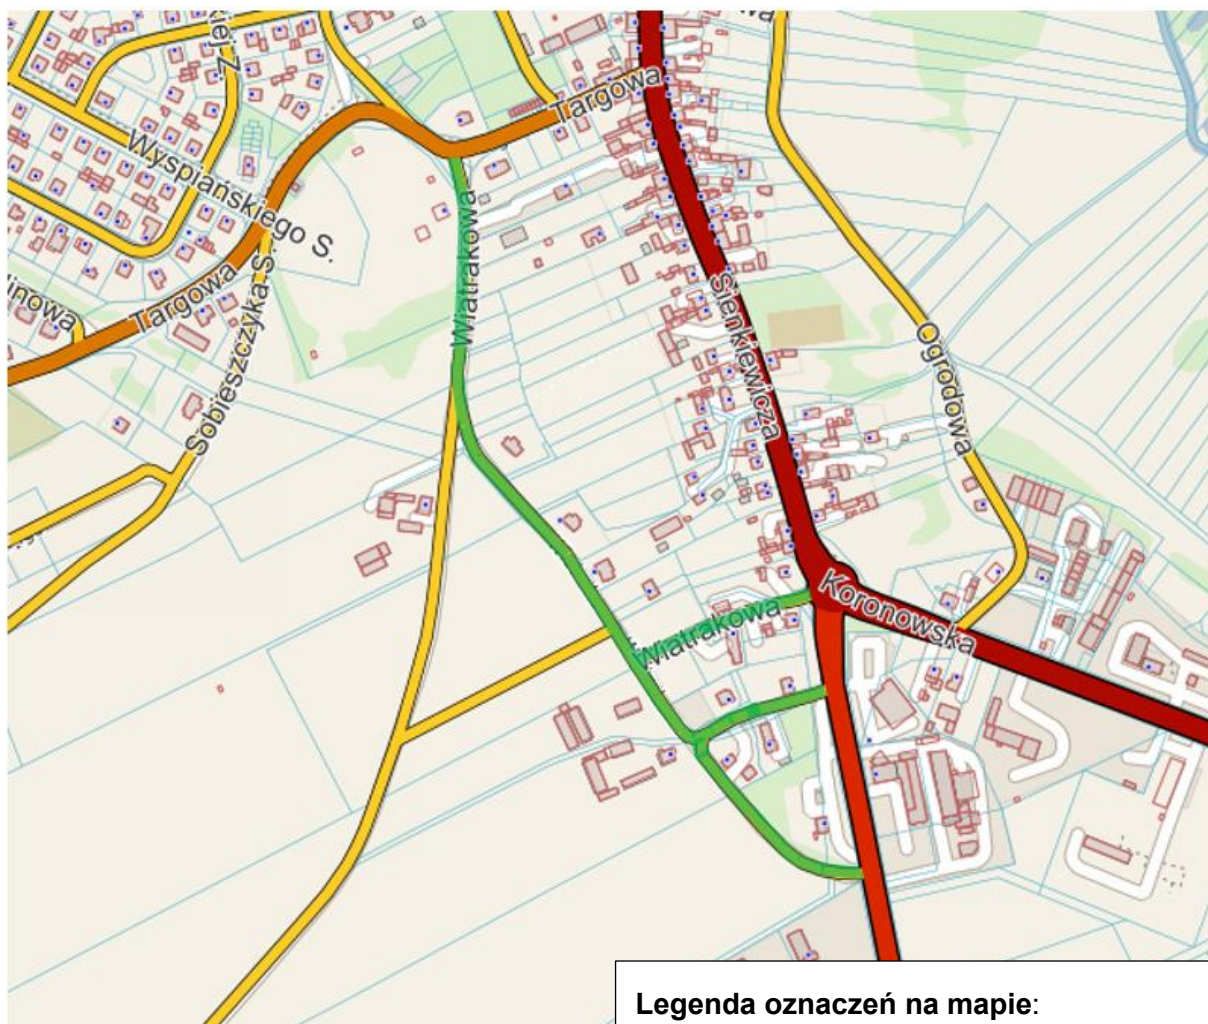 Targowa
Wyspiańskiego S.
Wiatrakowa
Targowa
Sobieszczyka S.
Sienkiewicza
Ogrodowa
Koronowska
Wiatrakowa
Legenda oznaczeń na mapie: